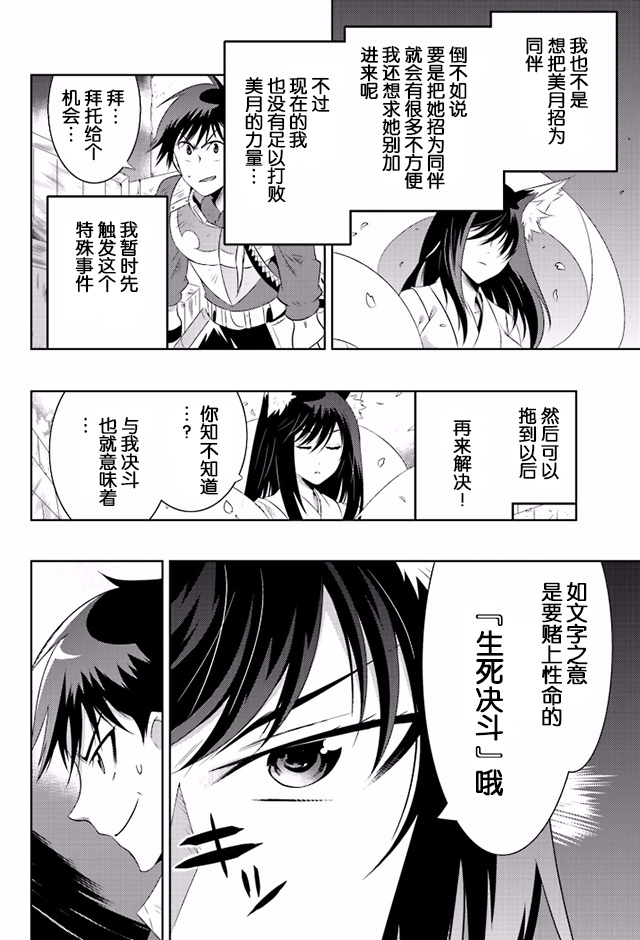 我也不是
想把美月招为
同伴
倒不如说
要是把她招为同伴
就会有很多不方便
我还想求她别加
进来呢
不过
现在的我
也没有足以打败
美月的力量…
拜…
拜托给个
机会…
我暂时先
触发这个
特殊事件
然后可以
拖到以后
再来解决！
你知不知道
…?
与我决斗
也就意味着
…
如文字之意
是要赌上性命的
『生死决斗』哦